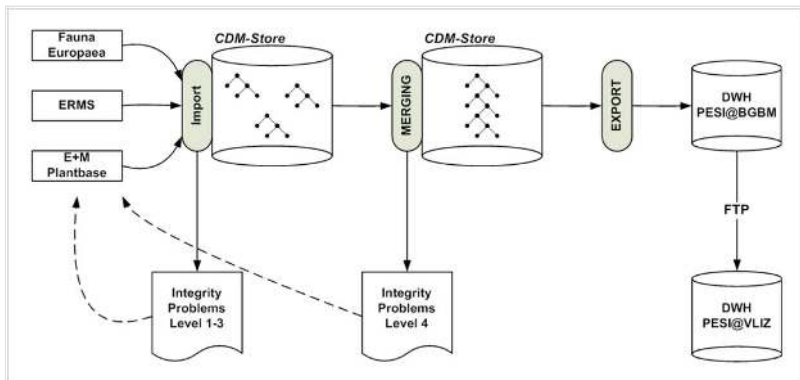 Fauna
Europaea
ERMS
E+M
Plantbase
Import
CDM-Store
MERGING
CDM-Store
EXPORT
DWH
PESI@BGBM
FTP
DWH
PESI@VLIZ
Integrity
Problems
Level 1-3
Integrity
Problems
Level 4